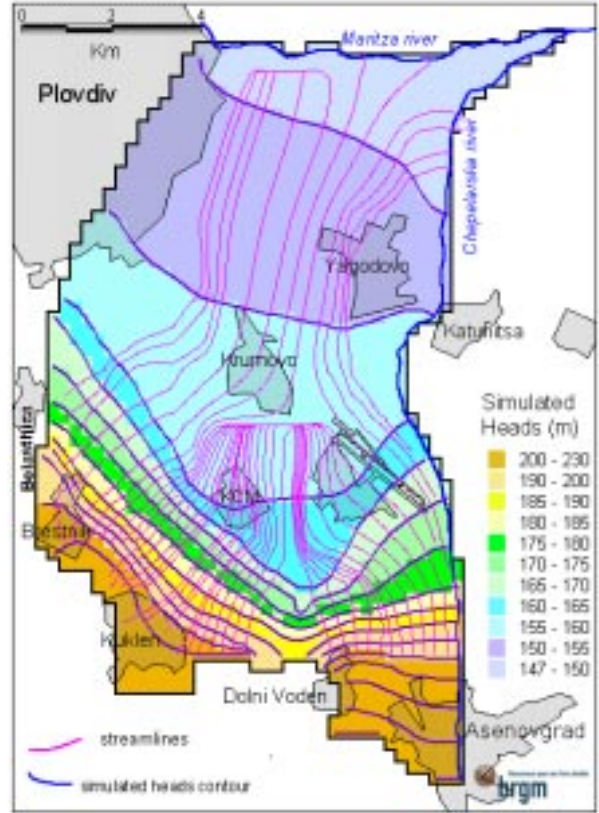 0 2 4
Km
Maritza river
Plovdiv
Chepelarska river
Yagodovo
Katunitsa
Krumovo
Simulated
Heads (m)
200 - 230
190 - 200
185 - 190
180 - 185
175 - 180
170 - 175
165 - 170
160 - 165
155 - 160
150 - 155
147 - 150
KCM
Brestnik
Kuklen
Dolni Voden
Asenovgrad
streamlines
simulated heads contour
brgm